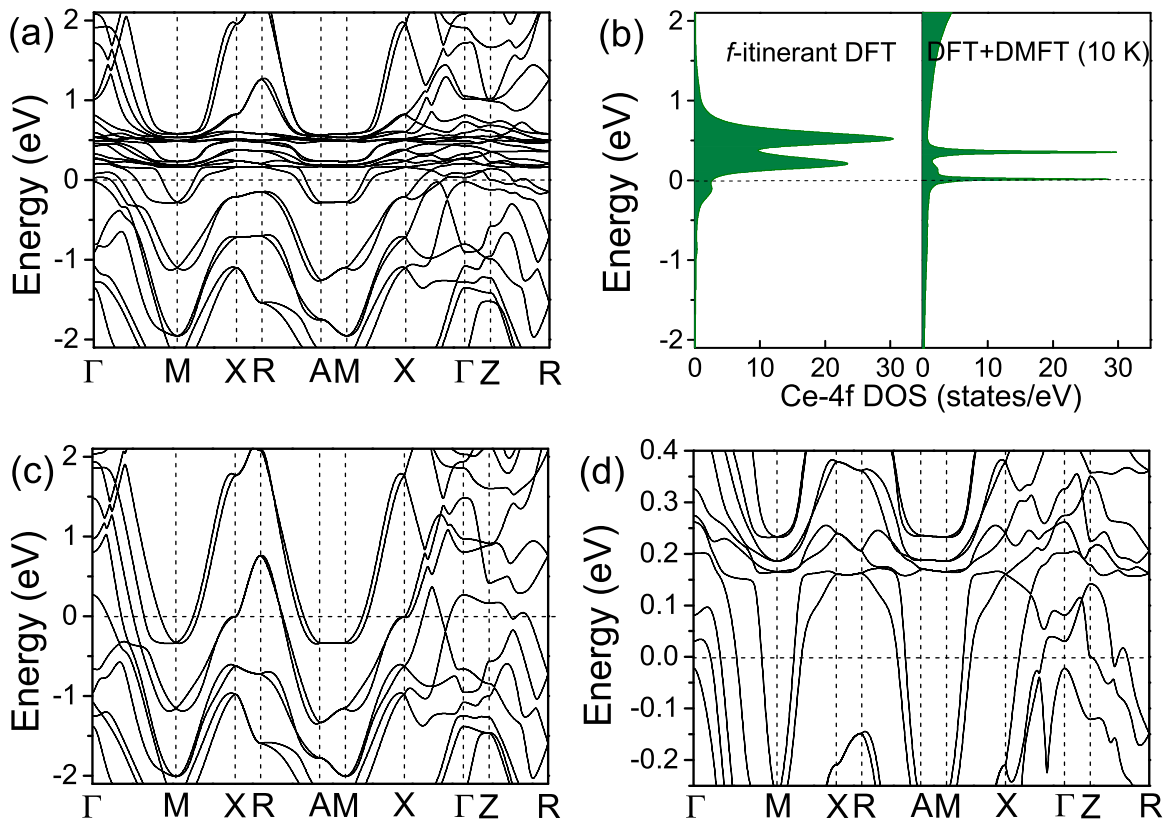 (a)
Energy (eV)
2
1
0
-1
-2
Γ M X R A M X Γ Z R
(b)
f-itinerant DFT
DFT+DMFT (10 K)
Energy (eV)
2
1
0
-1
-2
0 10 20 30 0 10 20 30
Ce-4f DOS (states/eV)
(c)
Energy (eV)
2
1
0
-1
-2
Γ M X R A M X Γ Z R
(d)
Energy (eV)
0.4
0.3
0.2
0.1
0.0
-0.1
-0.2
Γ M X R A M X Γ Z R